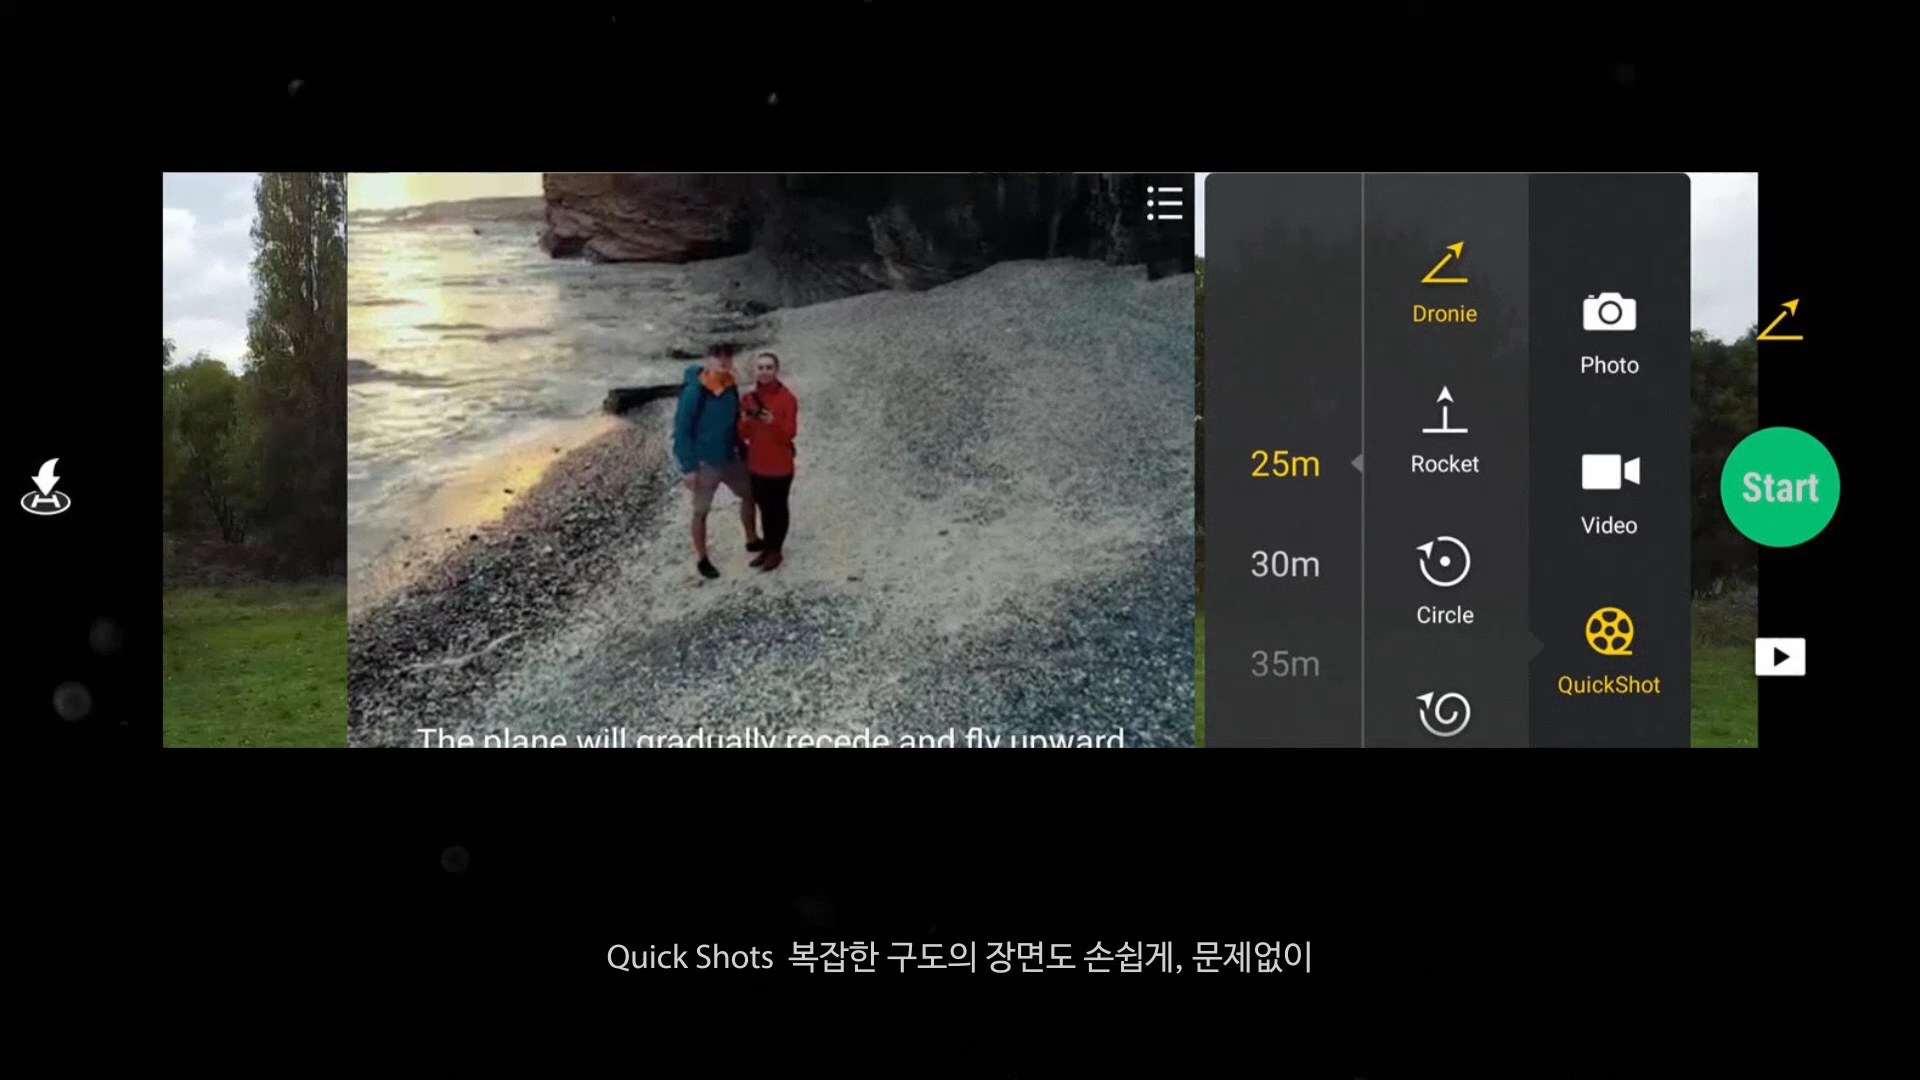 The plane will gradually recede and fly upward
25m
30m
35m
Dronie
Rocket
Circle
Photo
Video
QuickShot
Start
Quick Shots 복잡한 구도의 장면도 손쉽게, 문제없이